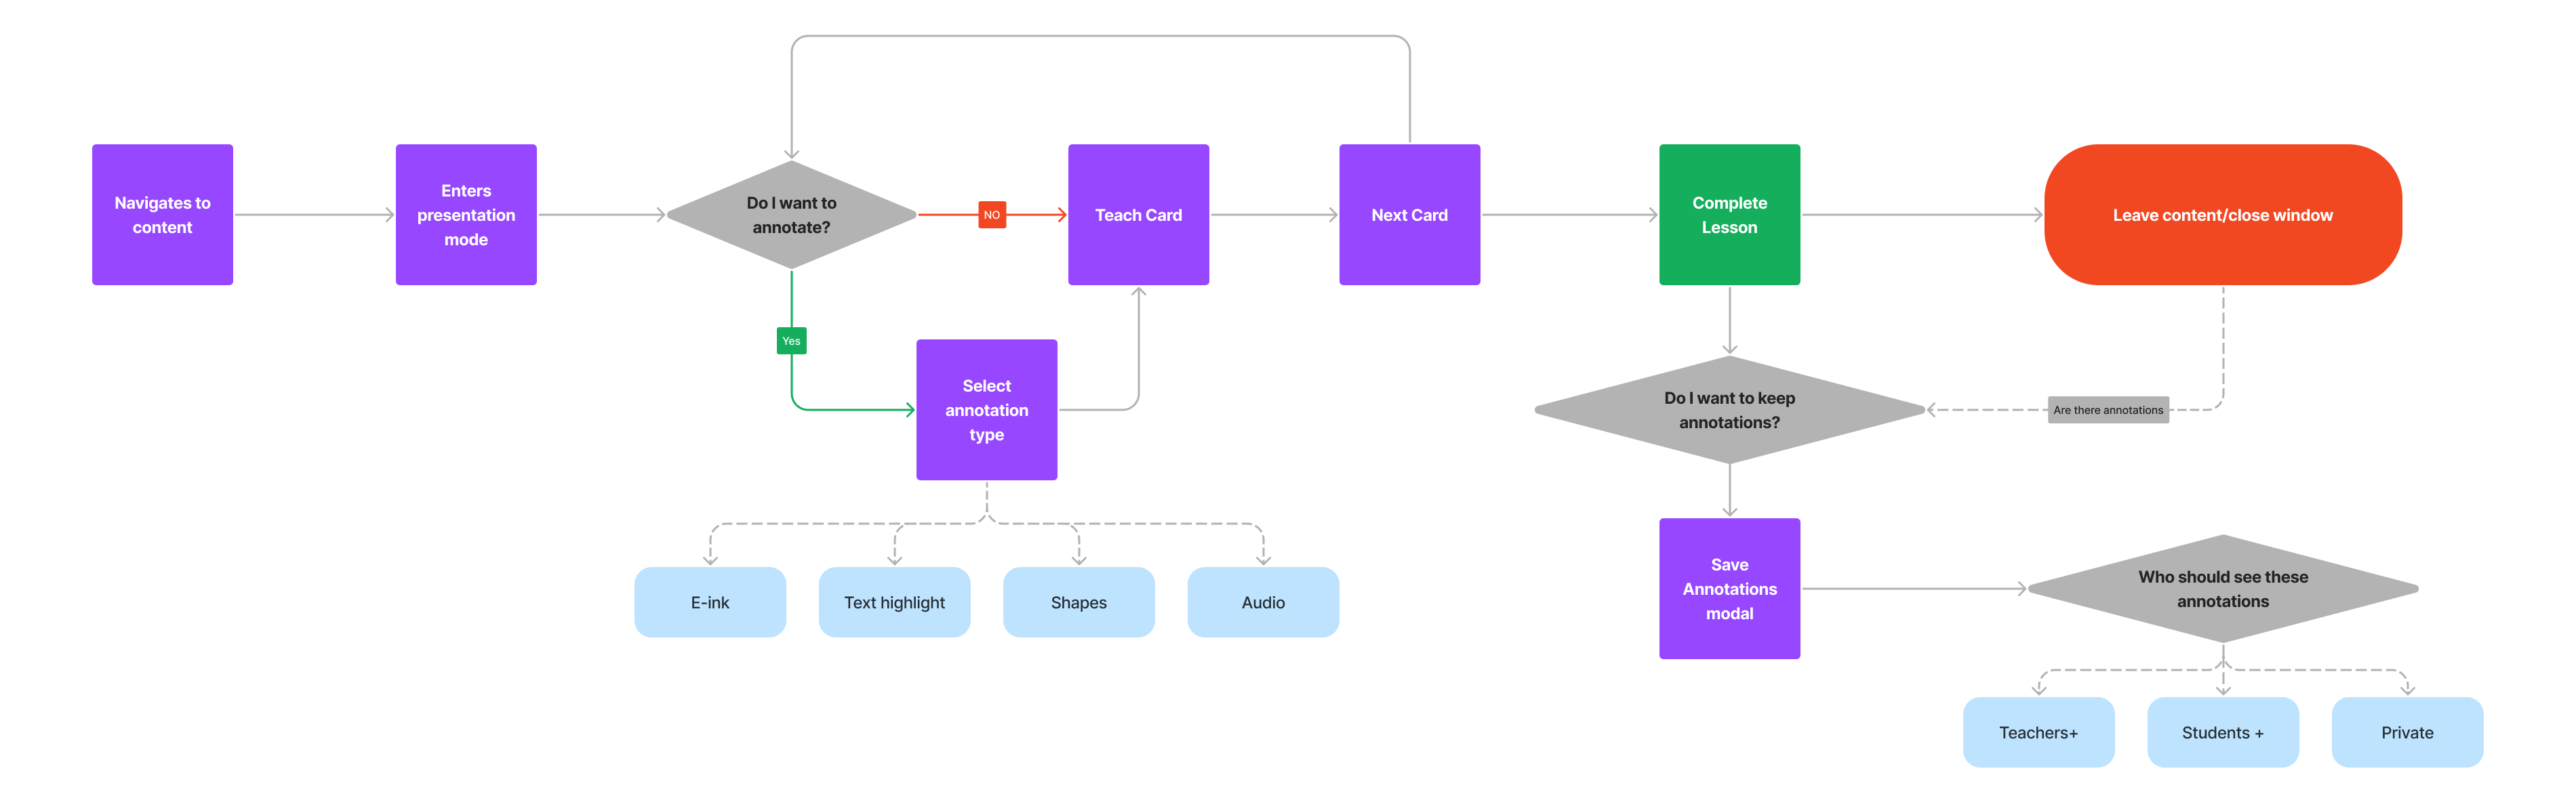 Navigates to
content
Enters
presentation
mode
Do I want to
annotate?
NO
Teach Card
Next Card
Complete
Lesson
Leave content/close window
Yes
Select
annotation
type
Do I want to keep
annotations?
Are there annotations
E-ink
Text highlight
Shapes
Audio
Save
Annotations
modal
Who should see these
annotations
Teachers+
Students +
Private